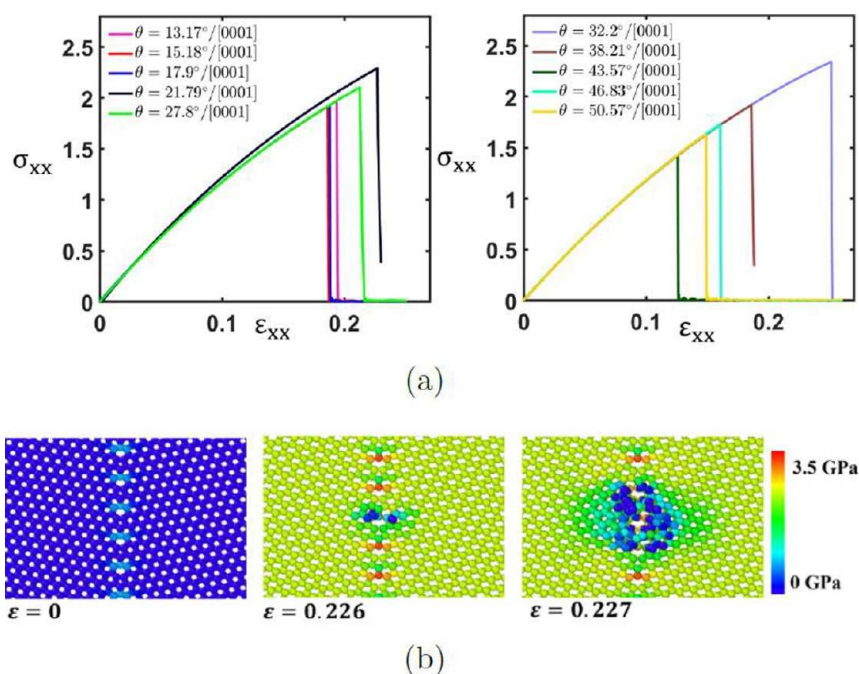 θ = 13.17°/[0001]
θ = 15.18°/[0001]
θ = 17.9°/[0001]
θ = 21.79°/[0001]
θ = 27.8°/[0001]
2.5
2
1.5
1
0.5
0
σxx
0
0.1
0.2
εxx
θ = 32.2°/[0001]
θ = 38.21°/[0001]
θ = 43.57°/[0001]
θ = 46.83°/[0001]
θ = 50.57°/[0001]
2.5
2
1.5
1
0.5
0
σxx
0
0.1
0.2
εxx
(a)
3.5 GPa
0 GPa
ε = 0
ε = 0.226
ε = 0.227
(b)